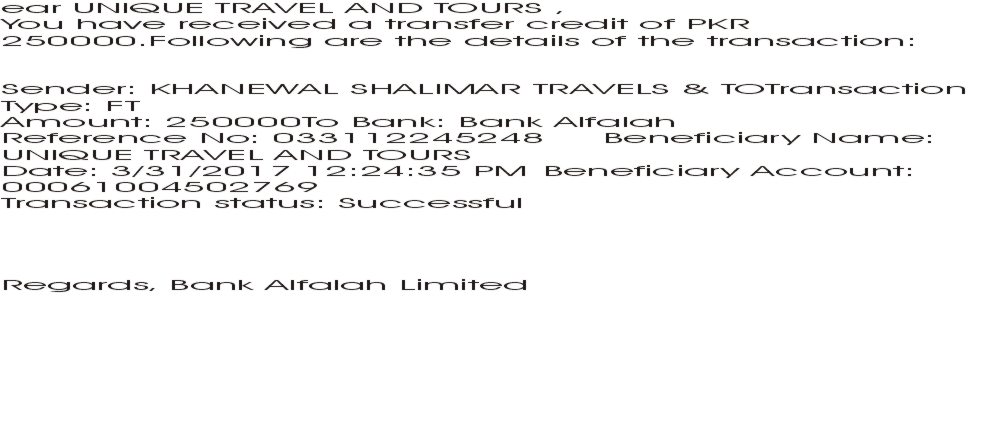 ear UNIQUE TRAVEL AND TOURS ,
You have received a transfer credit of PKR
250000.Following are the details of the transaction:
Sender: KHANEWAL SHALIMAR TRAVELS & TOTransaction
Type: FT
Amount: 250000To Bank: Bank Alfalah
Reference No: 033112245248 Beneficiary Name:
UNIQUE TRAVEL AND TOURS
Date: 3/31/2017 12:24:35 PM Beneficiary Account:
00061004502769
Transaction status: Successful
Regards, Bank Alfalah Limited